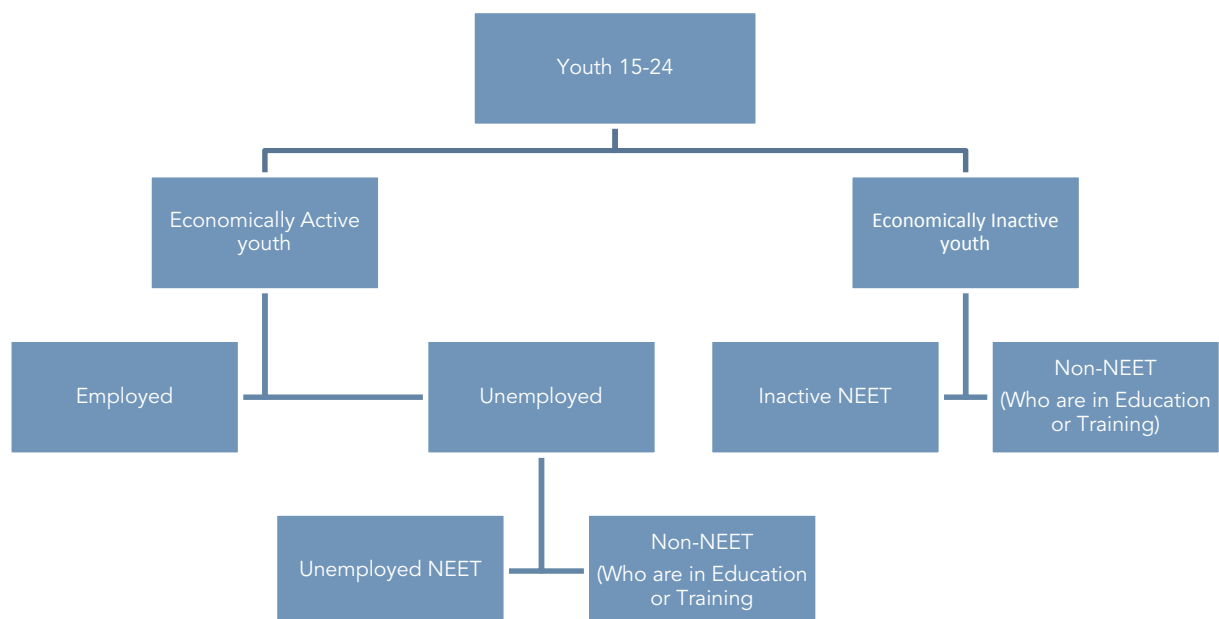 Youth 15-24
Economically Active
youth
Economically Inactive
youth
Employed
Unemployed
Inactive NEET
Non-NEET
(Who are in Education
or Training)
Unemployed NEET
Non-NEET
(Who are in Education
or Training